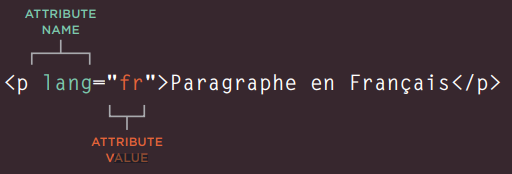 ATTRIBUTE
NAME
<p lang="fr">Paragraphe en Français</p>
ATTRIBUTE
VALUE